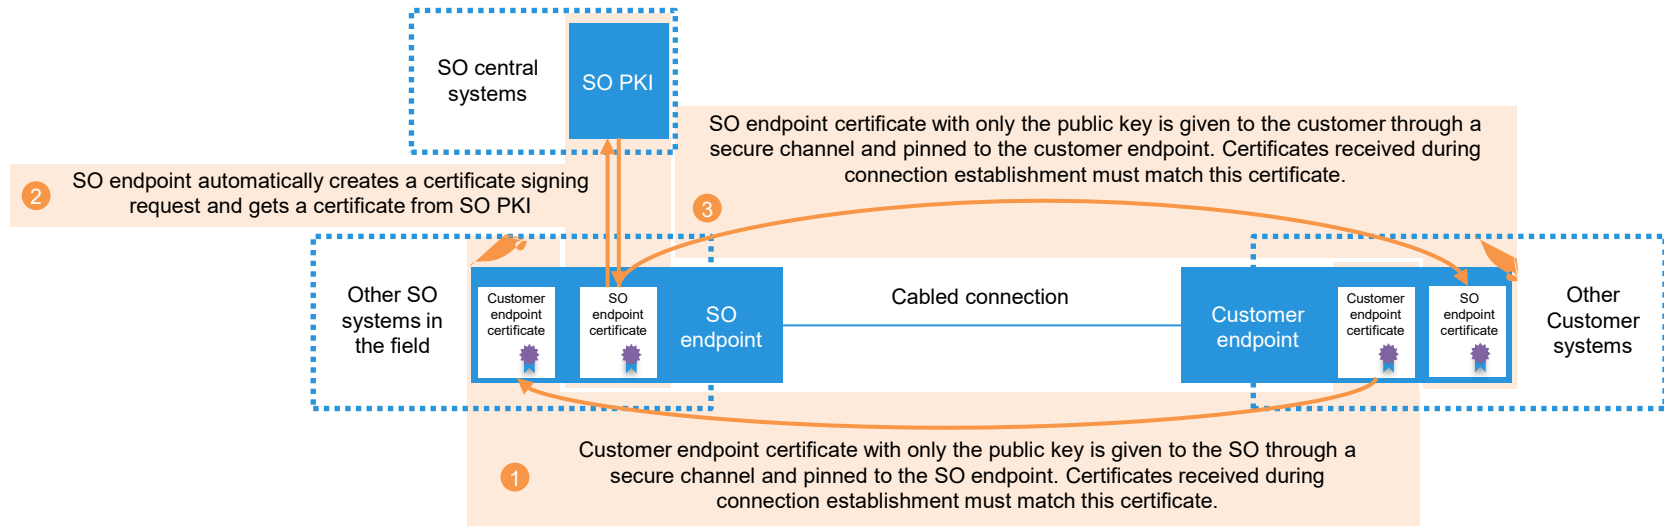 SO central
systems
SO PKI
SO endpoint certificate with only the public key is given to the customer through a
secure channel and pinned to the customer endpoint. Certificates received during
connection establishment must match this certificate.
2
SO endpoint automatically creates a certificate signing
request and gets a certificate from SO PKI
3
Other SO
systems in
the field
Customer
endpoint
certificate
SO
endpoint
certificate
SO
endpoint
Cabled connection
Customer
endpoint
Customer
endpoint
certificate
SO
endpoint
certificate
Other
Customer
systems
1
Customer endpoint certificate with only the public key is given to the SO through a
secure channel and pinned to the SO endpoint. Certificates received during
connection establishment must match this certificate.